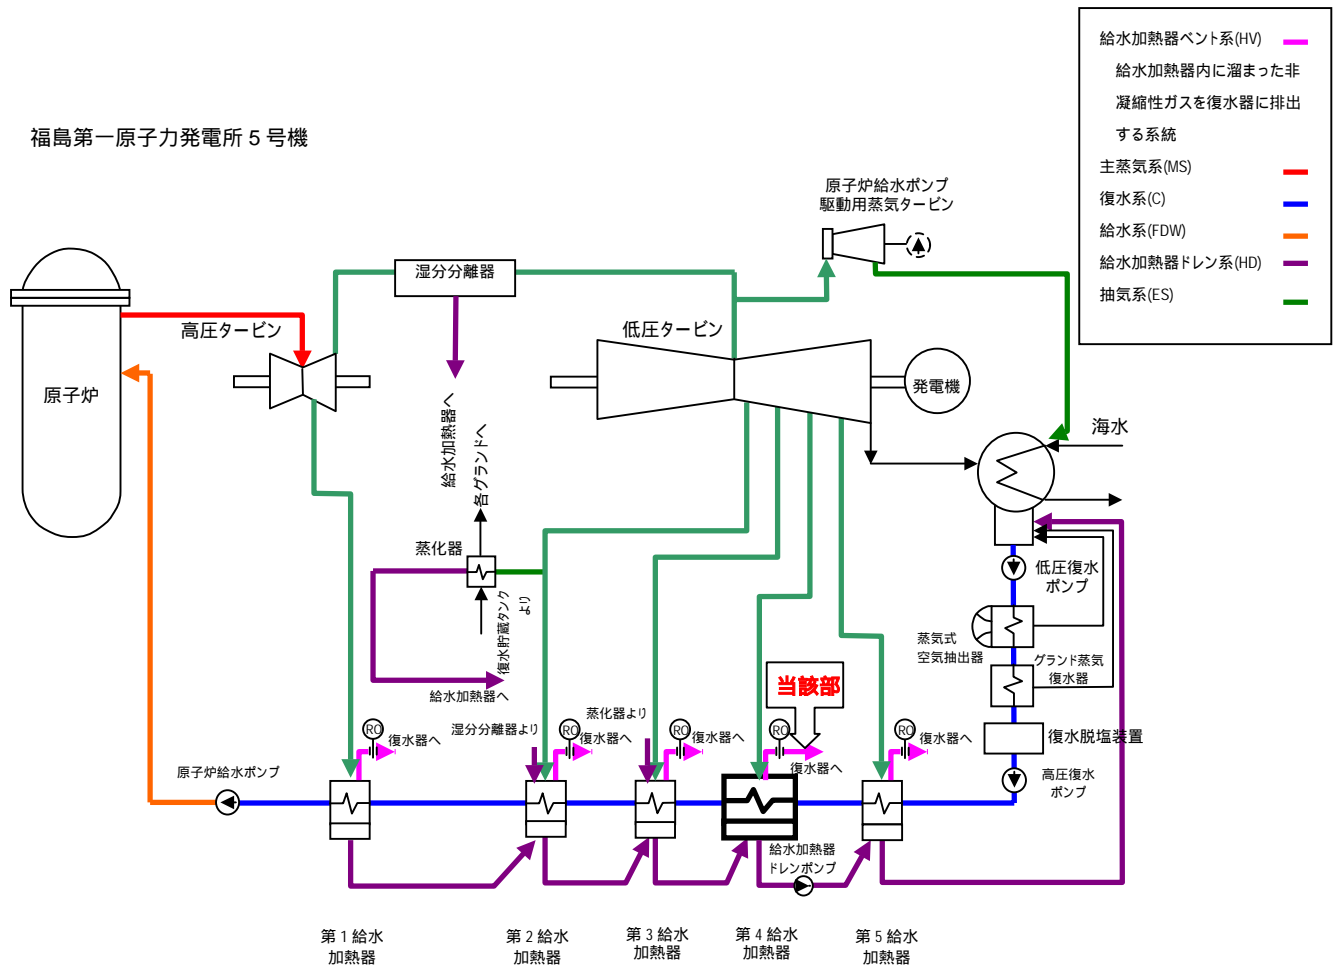 給水加熱器ベント系(HV)
給水加熱器内に溜まった非
凝縮性ガスを復水器に排出
する系統
主蒸気系(MS)
復水系(C)
給水系(FDW)
給水加熱器ドレン系(HD)
抽気系(ES)
福島第一原子力発電所5号機
原子炉給水ポンプ
駆動用蒸気タービン
湿分分離器
高圧タービン
低圧タービン
原子炉
発電機
海水
給水加熱器へ
各グランドへ
蒸化器
復水貯蔵タンク
より
給水加熱器へ
低圧復水
ポンプ
蒸気式
空気抽出器
グランド蒸気
復水器
復水脱塩装置
高圧復水
ポンプ
当該部
湿分分離器より
蒸化器より
RO
復水器へ
RO
復水器へ
RO
復水器へ
RO
復水器へ
RO
復水器へ
原子炉給水ポンプ
給水加熱器
ドレンポンプ
第1給水
加熱器
第2給水
加熱器
第3給水
加熱器
第4給水
加熱器
第5給水
加熱器